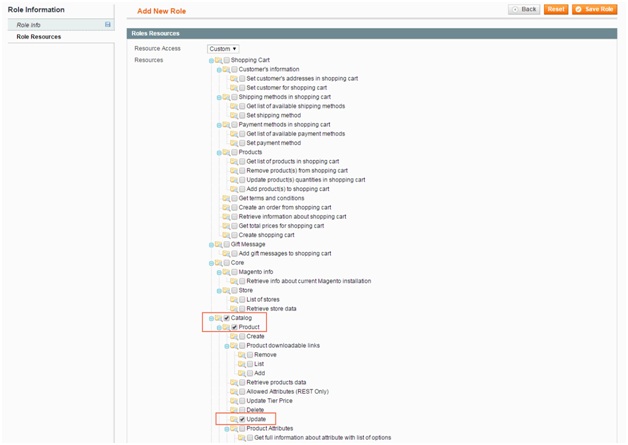 Role Information
Role Info
Role Resources
Add New Role
Back
Reset
Save Role
Roles Resources
Resource Access
Custom
Resources
Shopping Cart
Customer's information
Set customer's addresses in shopping cart
Set customer for shopping cart
Shipping methods in shopping cart
Get list of available shipping methods
Set shipping method
Payment methods in shopping cart
Get list of available payment methods
Set payment method
Products
Get list of products in shopping cart
Remove product(s) from shopping cart
Update product(s) quantities in shopping cart
Add product(s) to shopping cart
Get terms and conditions
Create an order from shopping cart
Retrieve information about shopping cart
Get total prices for shopping cart
Create shopping cart
Gift Message
Add gift messages to shopping cart
Core
Magento info
Retrieve info about current Magento installation
Store
List of stores
Retrieve store data
Catalog
Product
Create
Product downloadable links
Remove
List
Add
Retrieve products data
Allowed Attributes (REST Only)
Update Tier Price
Delete
Update
Product Attributes
Get full information about attribute with list of options